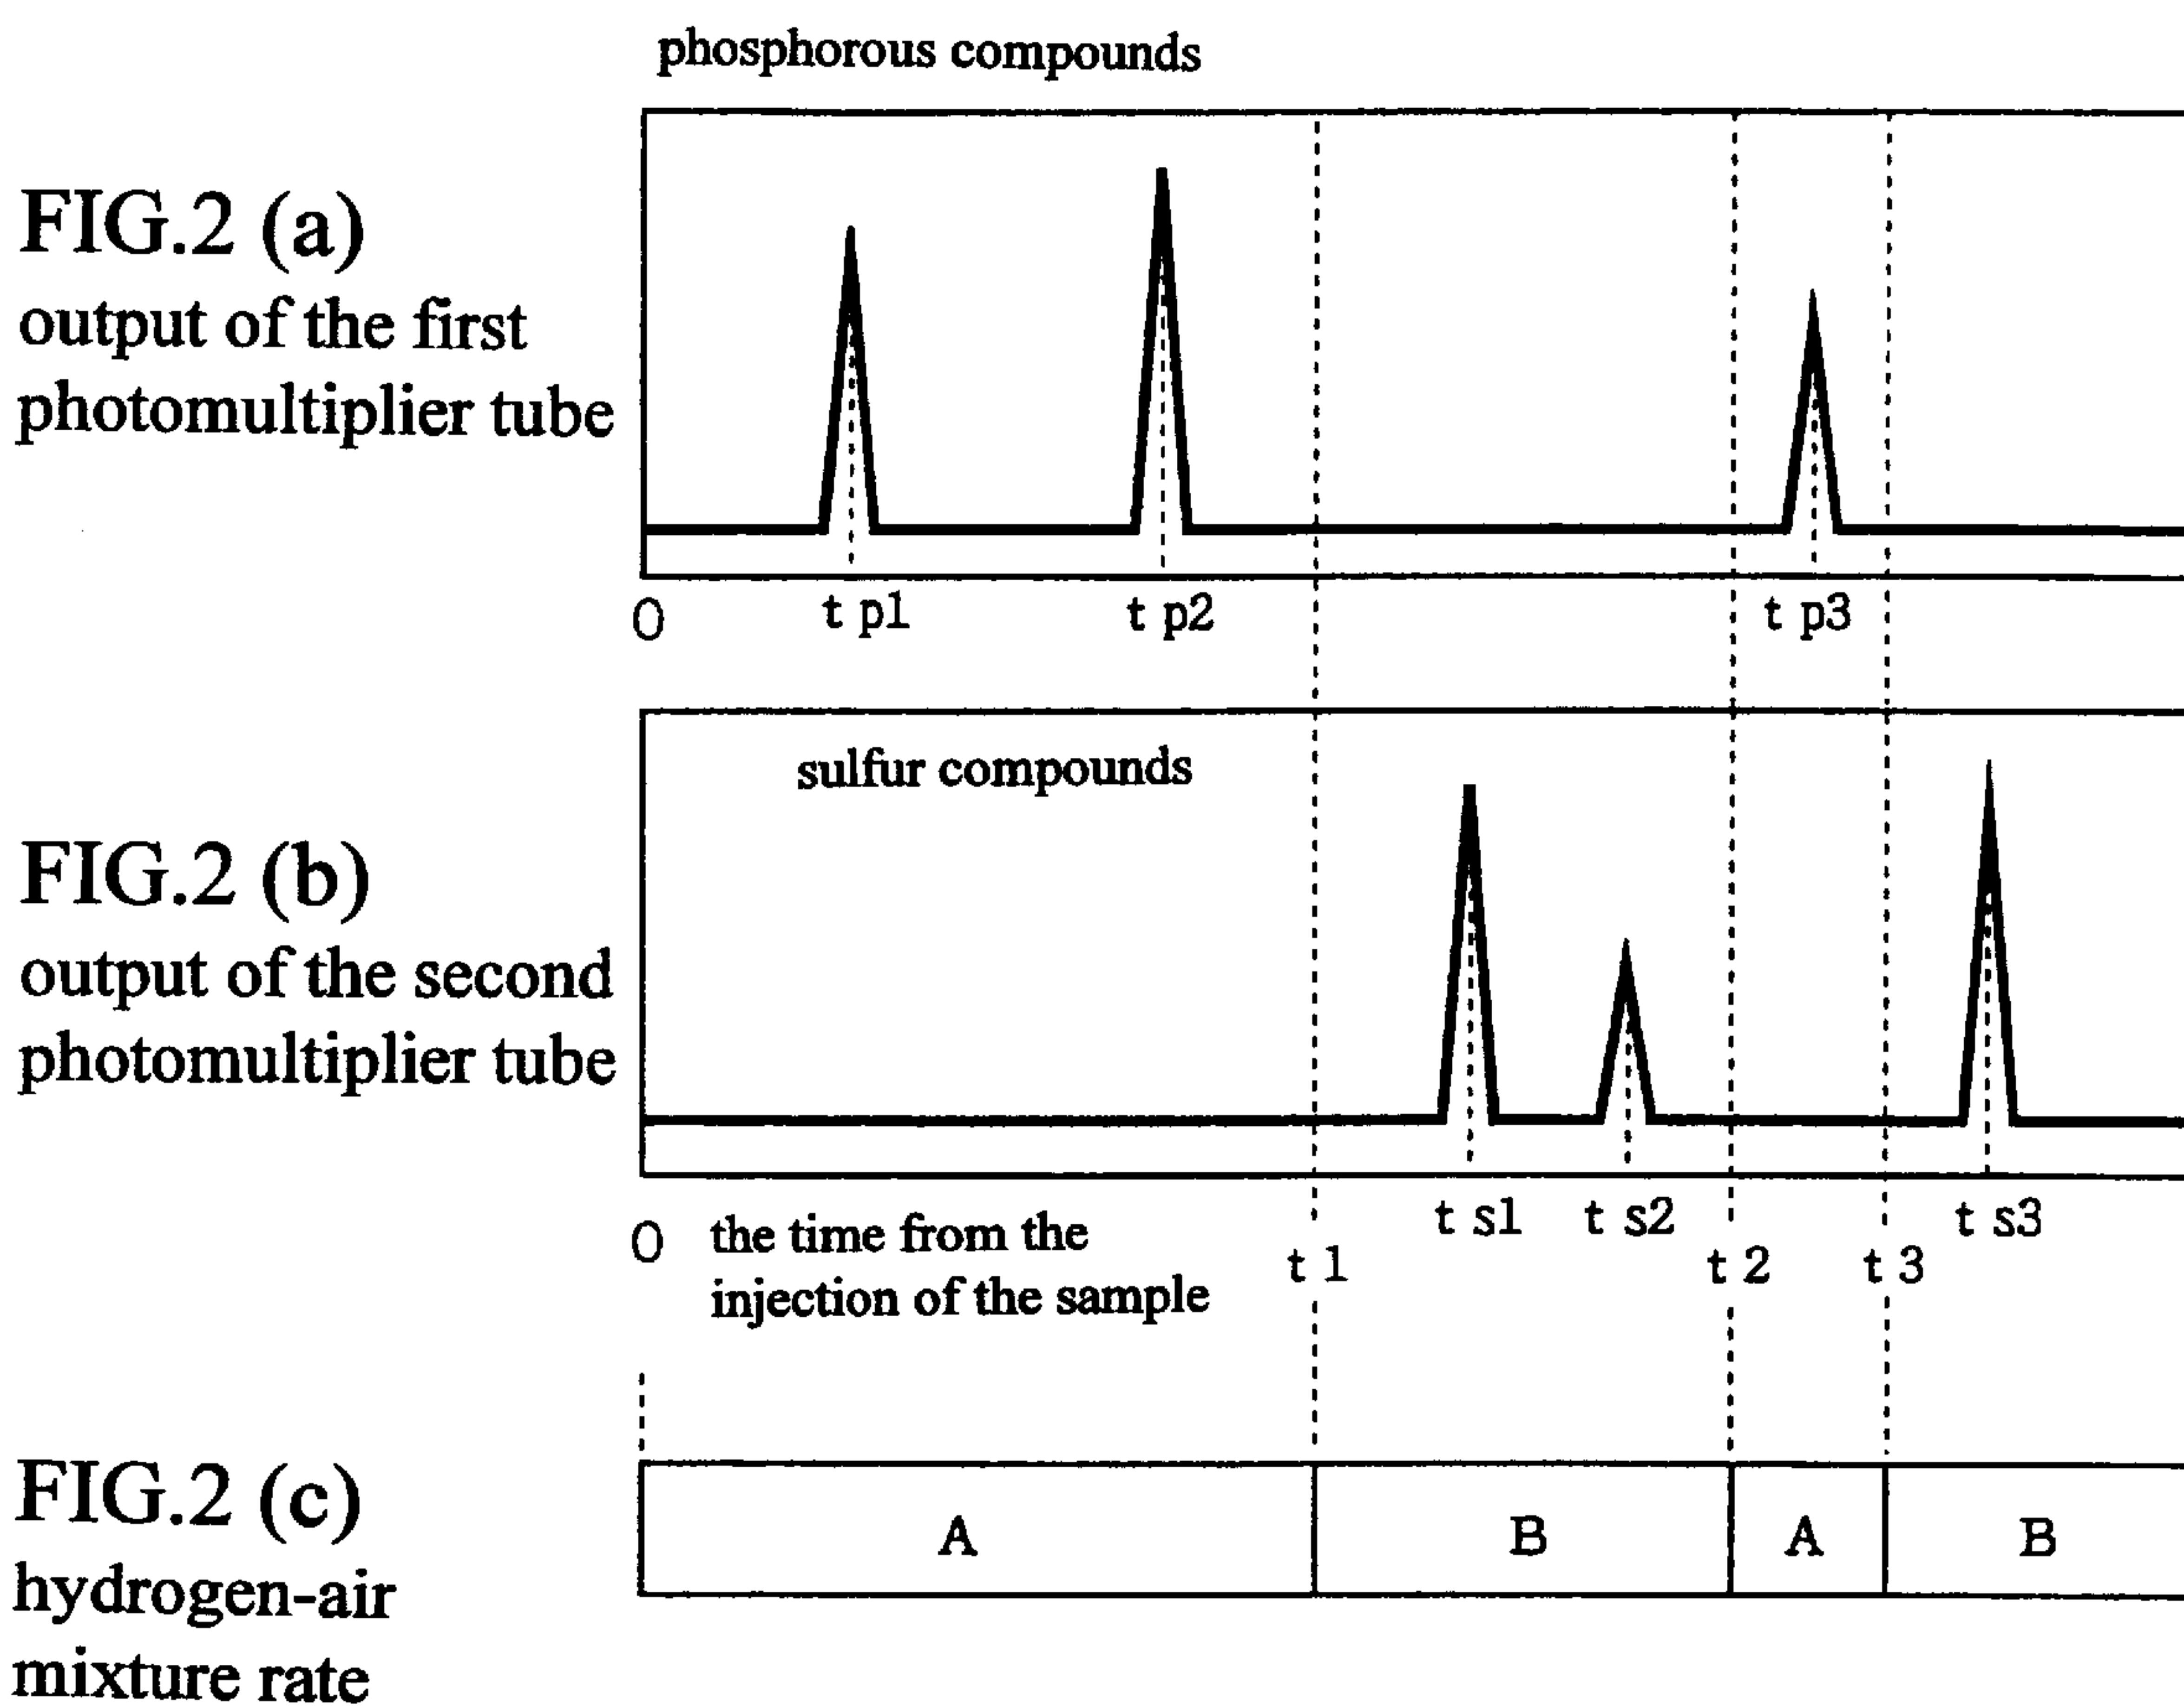 phosphorous compounds
FIG.2 (a)
output of the first
photomultiplier tube
0 t p1 t p2 t p3
sulfur compounds
FIG.2 (b)
output of the second
photomultiplier tube
t s1 t s2 t s3
0 the time from the
t 1 t 2 t 3
injection of the sample
FIG.2 (c)
hydrogen-air
mixture rate
A B A B